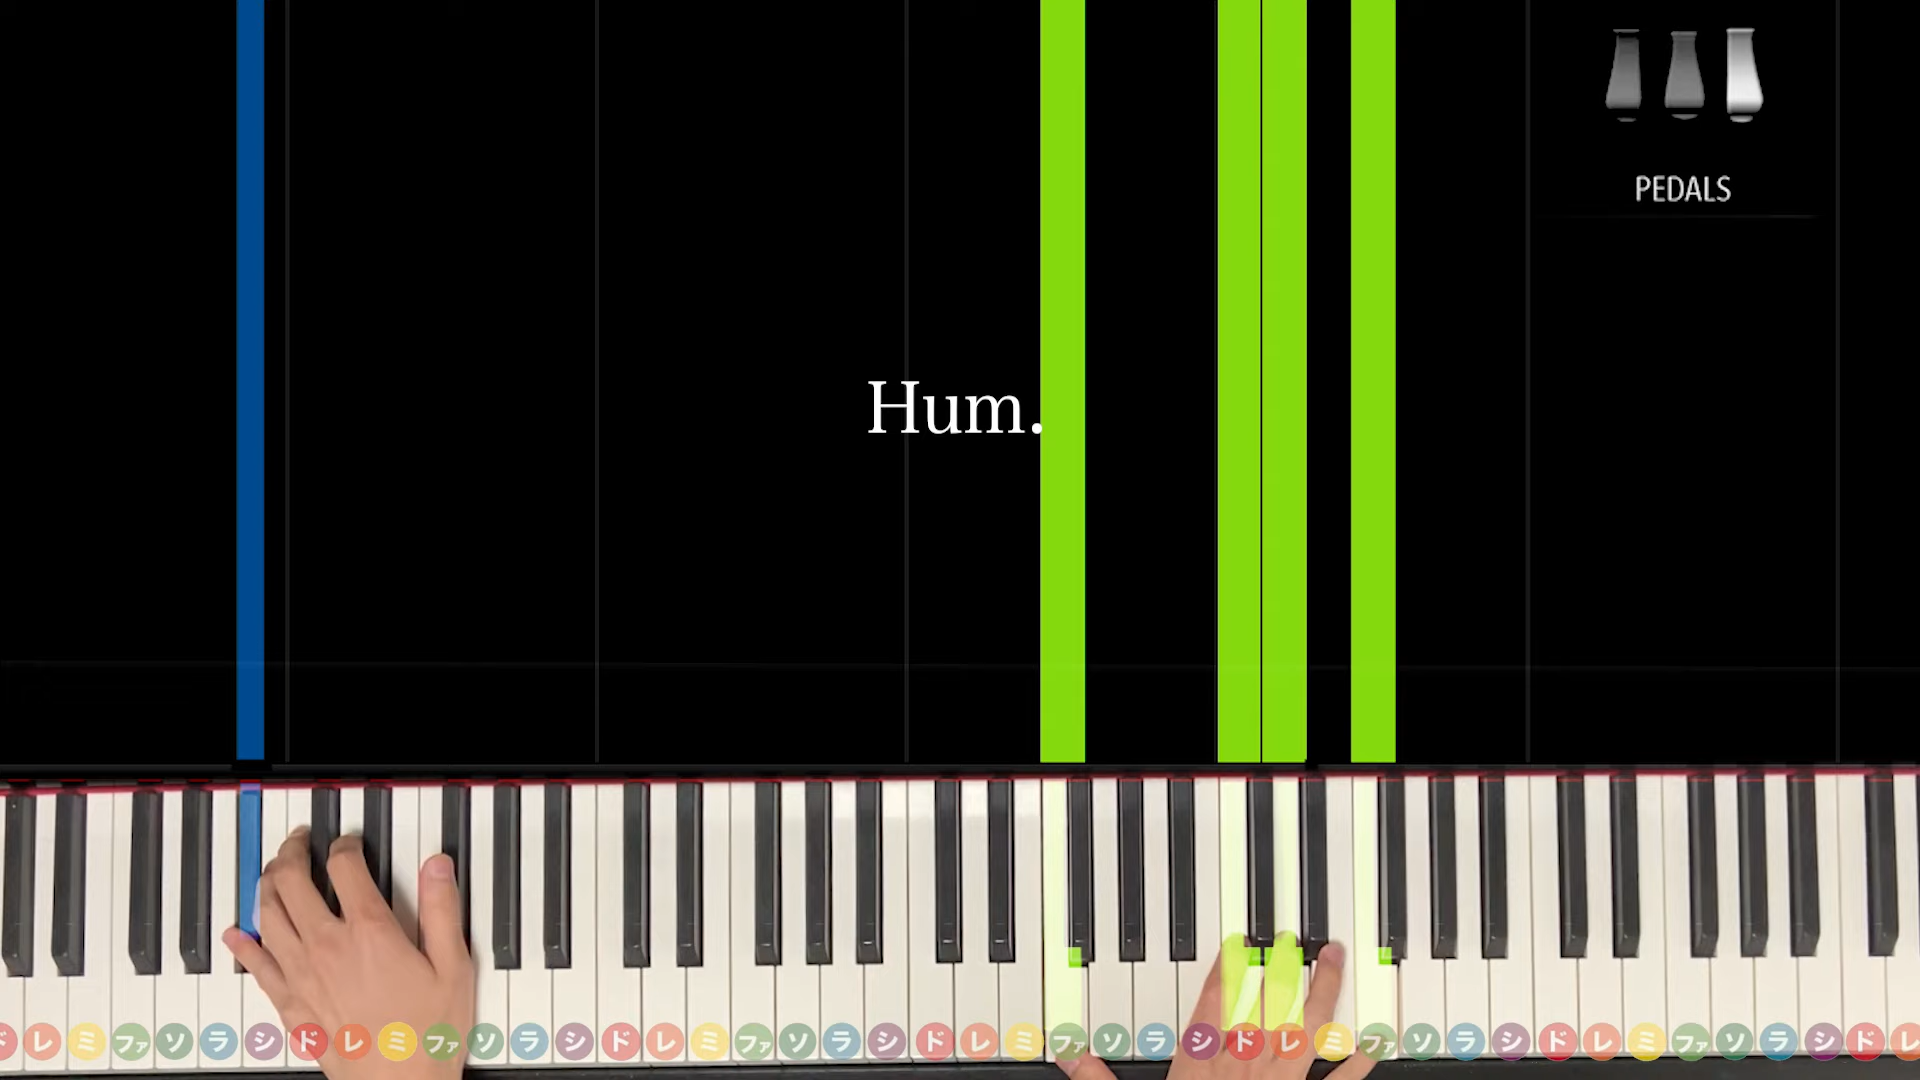 PEDALS
Hum.
ド レ ミ ファ ソ ラ シ ド レ ミ ファ ソ ラ シ ド レ ミ ファ ソ ラ シ ド レ ミ ファ ソ ラ シ ド レ ミ ファ ソ ラ シ ド レ ミ ファ ソ ラ シ ド レ